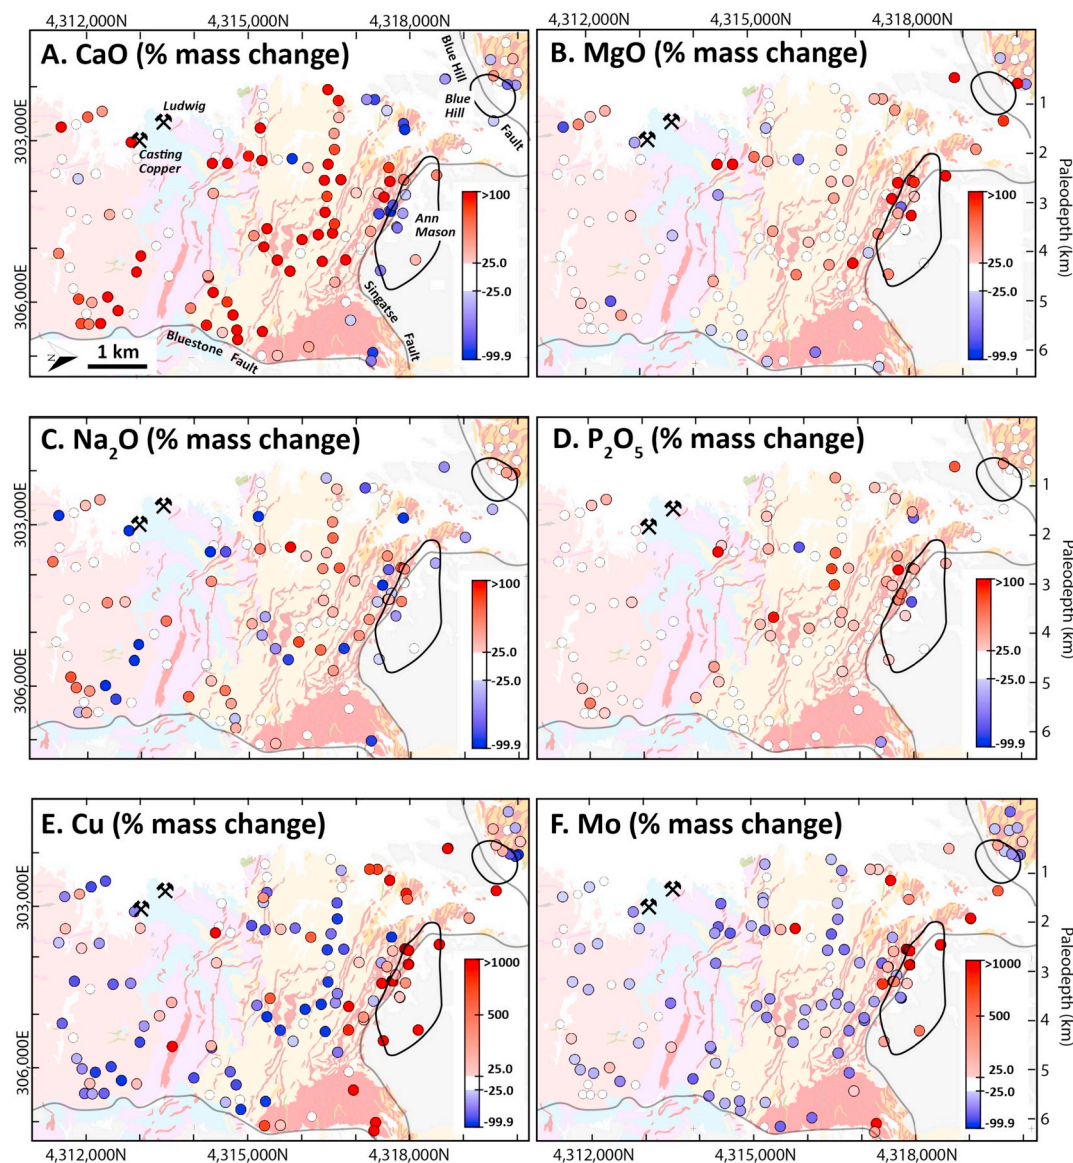 4,312,000N 4,315,000N 4,318,000N
A. CaO (% mass change)
Blue Hill Fault
Blue Hill
Ludwig
Casting Copper
Ann Mason
Singatse Fault
Bluestone Fault
303,000E
306,000E
N
1 km
>100
25.0
-25.0
-99.9
4,312,000N 4,315,000N 4,318,000N
B. MgO (% mass change)
>100
25.0
-25.0
-99.9
1
2
3
4
5
6
Paleodepth (km)
C. Na₂O (% mass change)
303,000E
306,000E
>100
25.0
-25.0
-99.9
D. P₂O₅ (% mass change)
>100
25.0
-25.0
-99.9
1
2
3
4
5
6
Paleodepth (km)
E. Cu (% mass change)
303,000E
306,000E
>1000
500
25.0
-25.0
-99.9
4,312,000N 4,315,000N 4,318,000N
F. Mo (% mass change)
>1000
500
25.0
-25.0
-99.9
1
2
3
4
5
6
Paleodepth (km)
4,312,000N 4,315,000N 4,318,000N